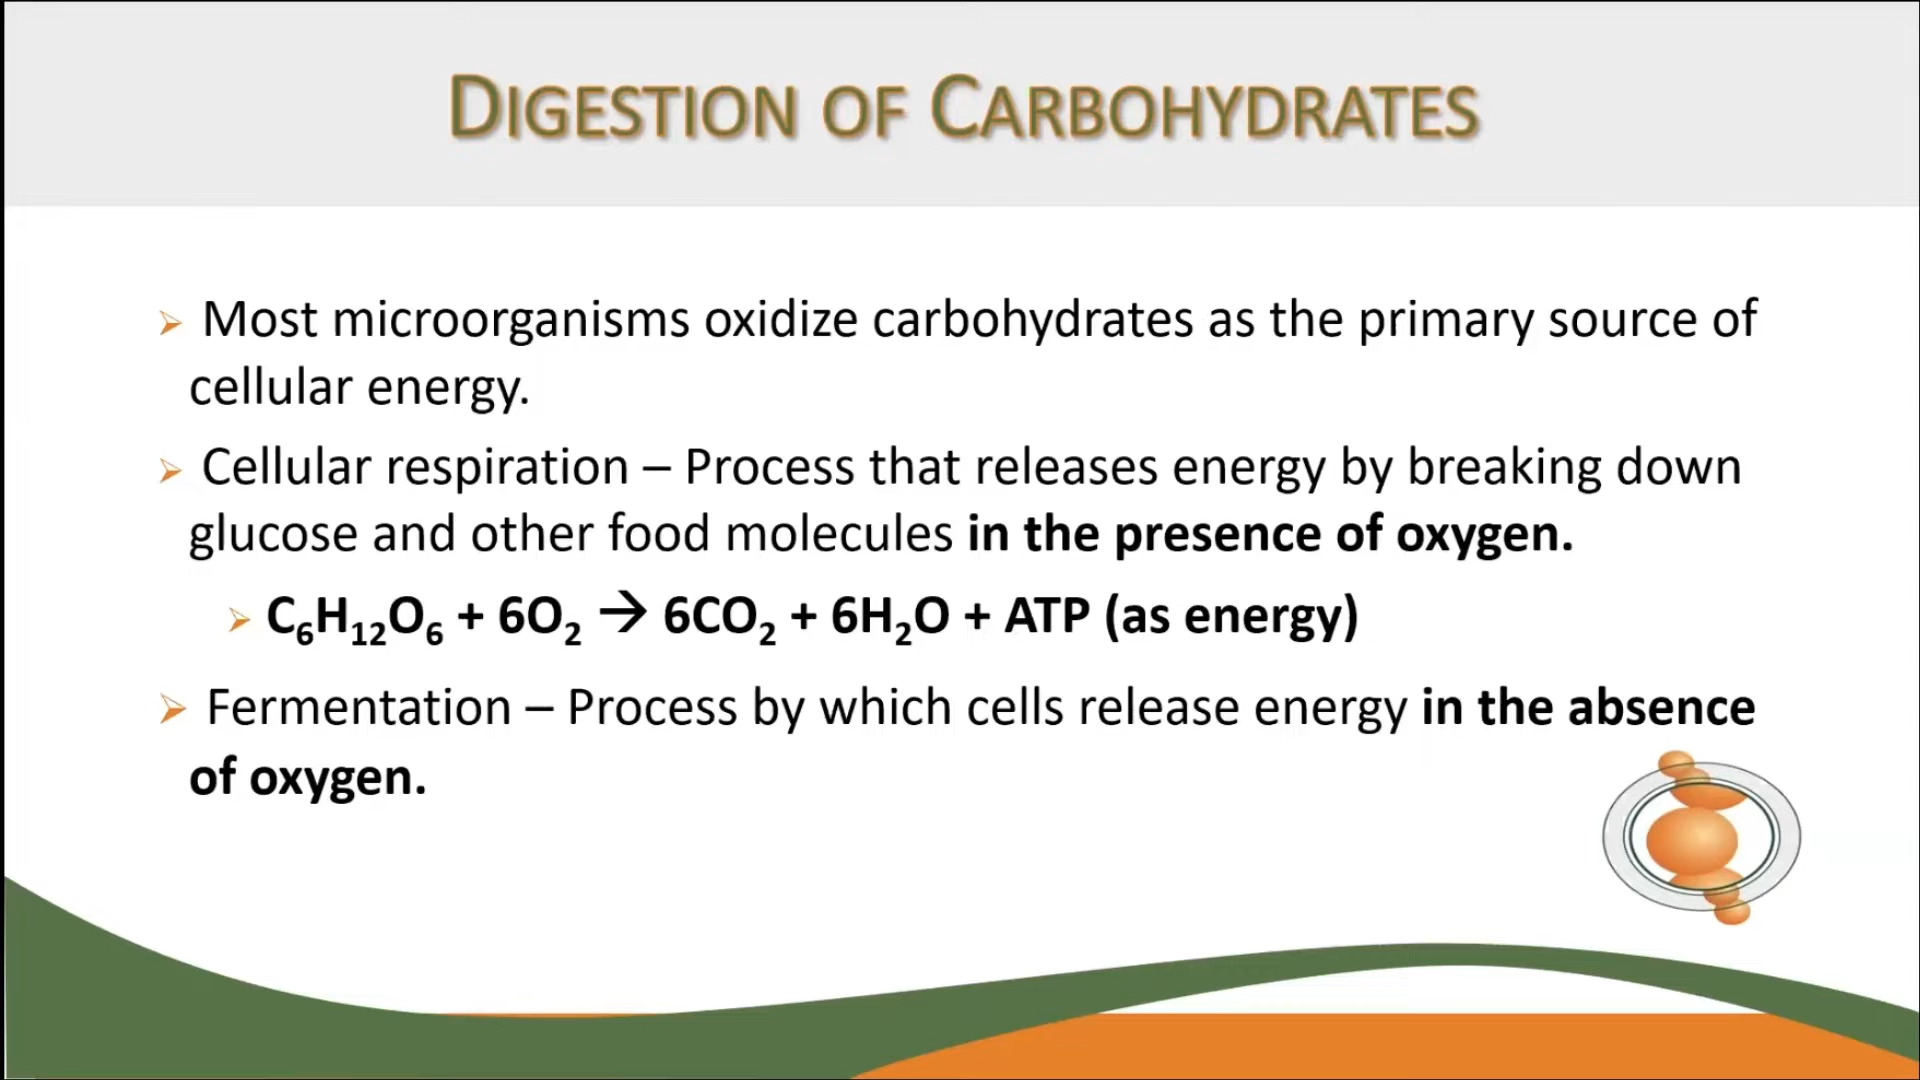 DIGESTION OF CARBOHYDRATES
➢ Most microorganisms oxidize carbohydrates as the primary source of
cellular energy.
➢ Cellular respiration – Process that releases energy by breaking down
glucose and other food molecules in the presence of oxygen.
➢ C₆H₁₂O₆ + 6O₂ → 6CO₂ + 6H₂O + ATP (as energy)
➢ Fermentation – Process by which cells release energy in the absence
of oxygen.